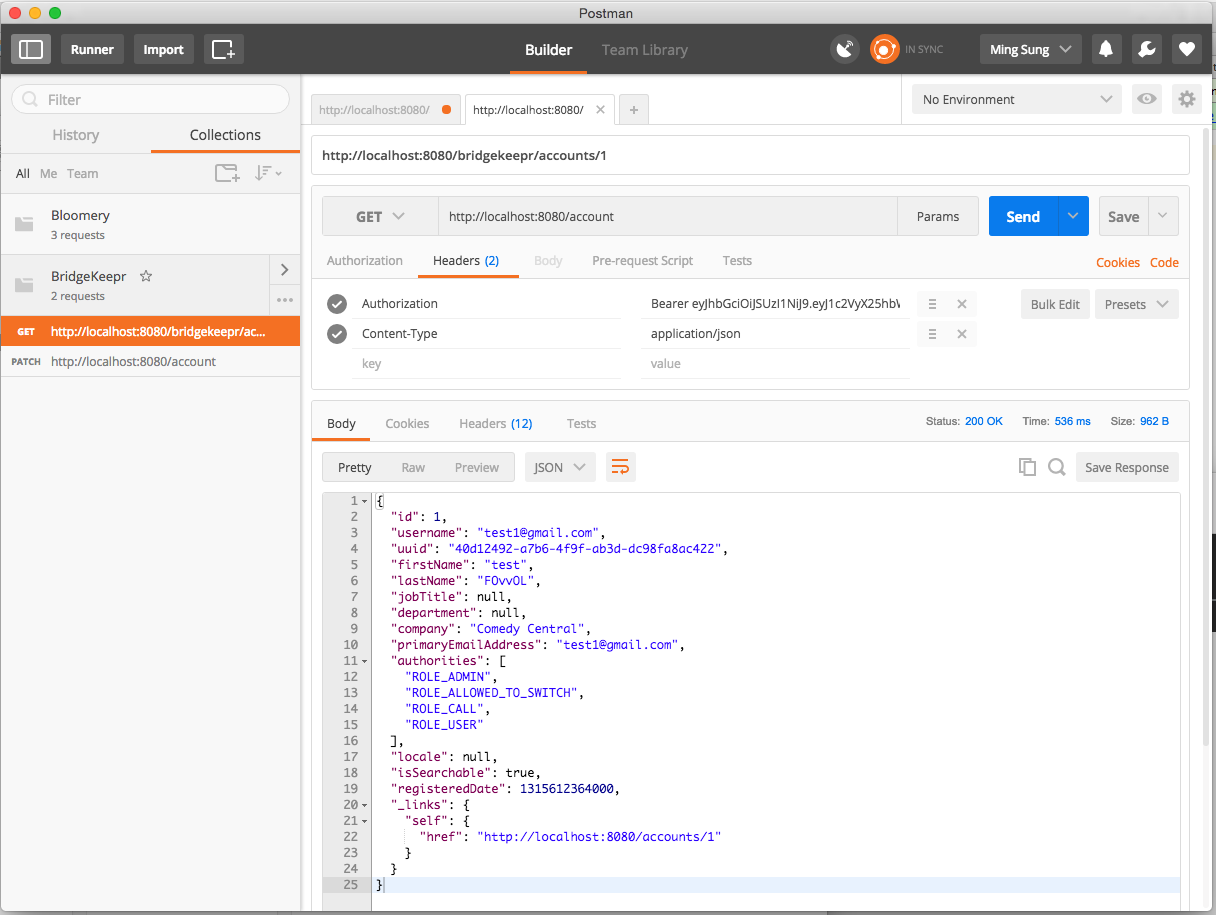 Postman
Runner
Import
Builder
Team Library
IN SYNC
Ming Sung
Filter
History
Collections
All Me Team
Bloomery
3 requests
BridgeKeepr
2 requests
GET http://localhost:8080/bridgekeepr/ac...
PATCH http://localhost:8080/account
http://localhost:8080/
http://localhost:8080/
No Environment
http://localhost:8080/bridgekeepr/accounts/1
GET
http://localhost:8080/account
Params
Send
Save
Authorization
Headers (2)
Body
Pre-request Script
Tests
Cookies
Code
Authorization
Bearer eyJhbGciOiJSUzI1NiJ9.eyJ1c2VyX25hbV
Bulk Edit
Presets
Content-Type
application/json
key
value
Body
Cookies
Headers (12)
Tests
Status: 200 OK
Time: 536 ms
Size: 962 B
Pretty
Raw
Preview
JSON
Save Response
1 {
2 "id": 1,
3 "username": "test1@gmail.com",
4 "uuid": "40d12492-a7b6-4f9f-ab3d-dc98fa8ac422",
5 "firstName": "test",
6 "lastName": "FOvvOL",
7 "jobTitle": null,
8 "department": null,
9 "company": "Comedy Central",
10 "primaryEmailAddress": "test1@gmail.com",
11 "authorities": [
12 "ROLE_ADMIN",
13 "ROLE_ALLOWED_TO_SWITCH",
14 "ROLE_CALL",
15 "ROLE_USER"
16 ],
17 "locale": null,
18 "isSearchable": true,
19 "registeredDate": 1315612364000,
20 "_links": {
21 "self": {
22 "href": "http://localhost:8080/accounts/1"
23 }
24 }
25 }